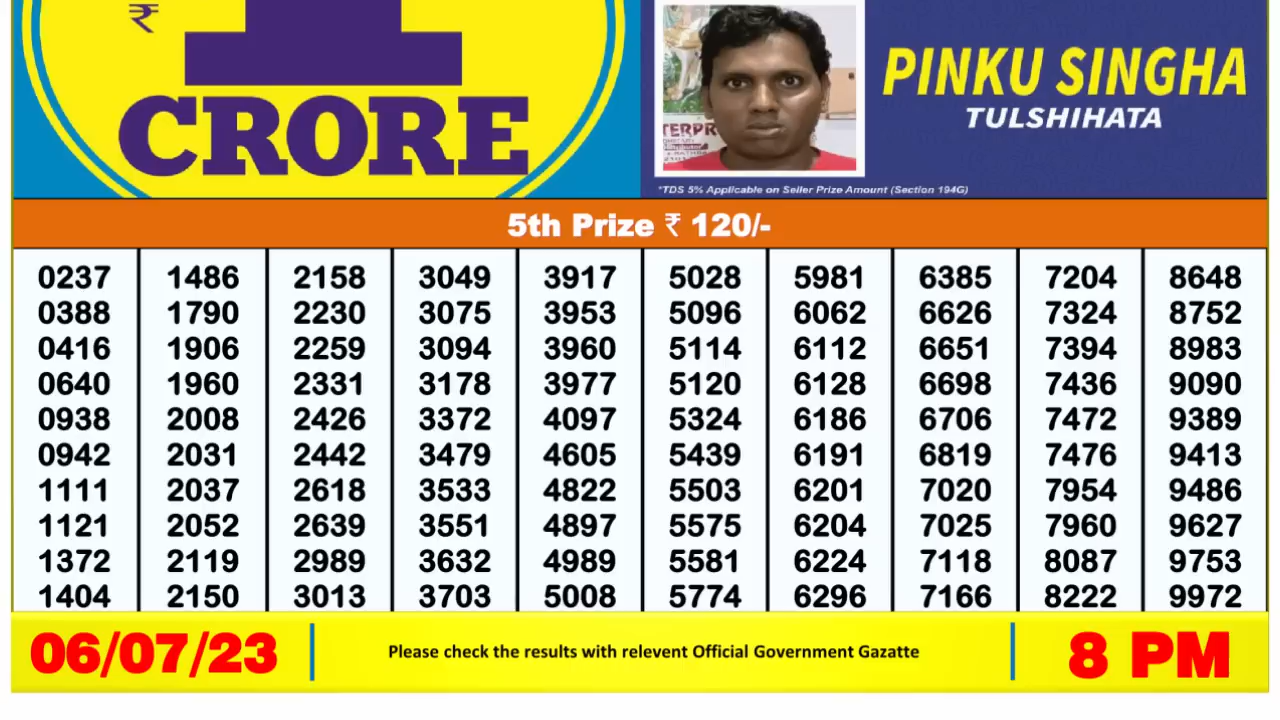 ₹
1
CRORE
PINKU SINGHA
TULSHIHATA
TERPR
*TDS 5% Applicable on Seller Prize Amount (Section 194G)
5th Prize ₹ 120/-
0237 1486 2158 3049 3917 5028 5981 6385 7204 8648
0388 1790 2230 3075 3953 5096 6062 6626 7324 8752
0416 1906 2259 3094 3960 5114 6112 6651 7394 8983
0640 1960 2331 3178 3977 5120 6128 6698 7436 9090
0938 2008 2426 3372 4097 5324 6186 6706 7472 9389
0942 2031 2442 3479 4605 5439 6191 6819 7476 9413
1111 2037 2618 3533 4822 5503 6201 7020 7954 9486
1121 2052 2639 3551 4897 5575 6204 7025 7960 9627
1372 2119 2989 3632 4989 5581 6224 7118 8087 9753
1404 2150 3013 3703 5008 5774 6296 7166 8222 9972
06/07/23
Please check the results with relevent Official Government Gazatte
8 PM